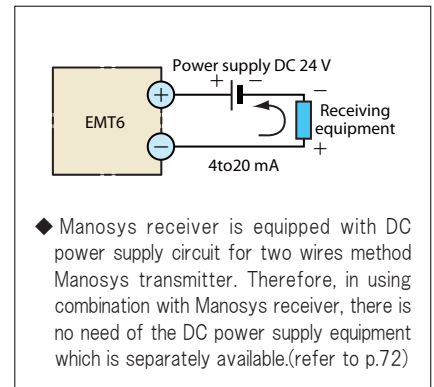 Power supply DC 24 V
+ −
+
−
EMT6
Receiving
equipment
−
+
4to20 mA
◆ Manosys receiver is equipped with DC
power supply circuit for two wires method
Manosys transmitter. Therefore, in using
combination with Manosys receiver, there is
no need of the DC power supply equipment
which is separately available.(refer to p.72)